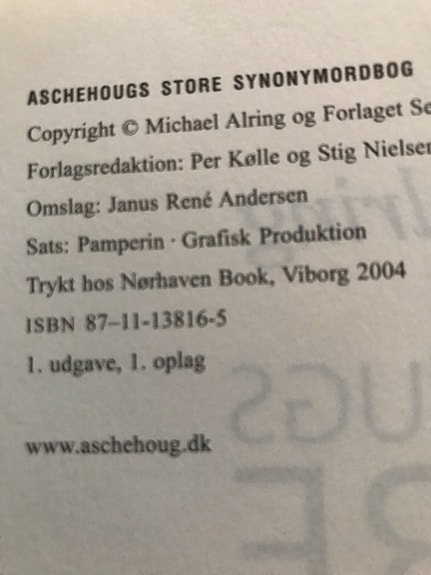 ASCHEHOUGS STORE SYNONYMORDBOG
Copyright © Michael Alring og Forlaget Se
Forlagsredaktion: Per Kølle og Stig Nielsen
Omslag: Janus René Andersen
Sats: Pamperin · Grafisk Produktion
Trykt hos Nørhaven Book, Viborg 2004
ISBN 87–11–13816-5
1. udgave, 1. oplag
www.aschehoug.dk